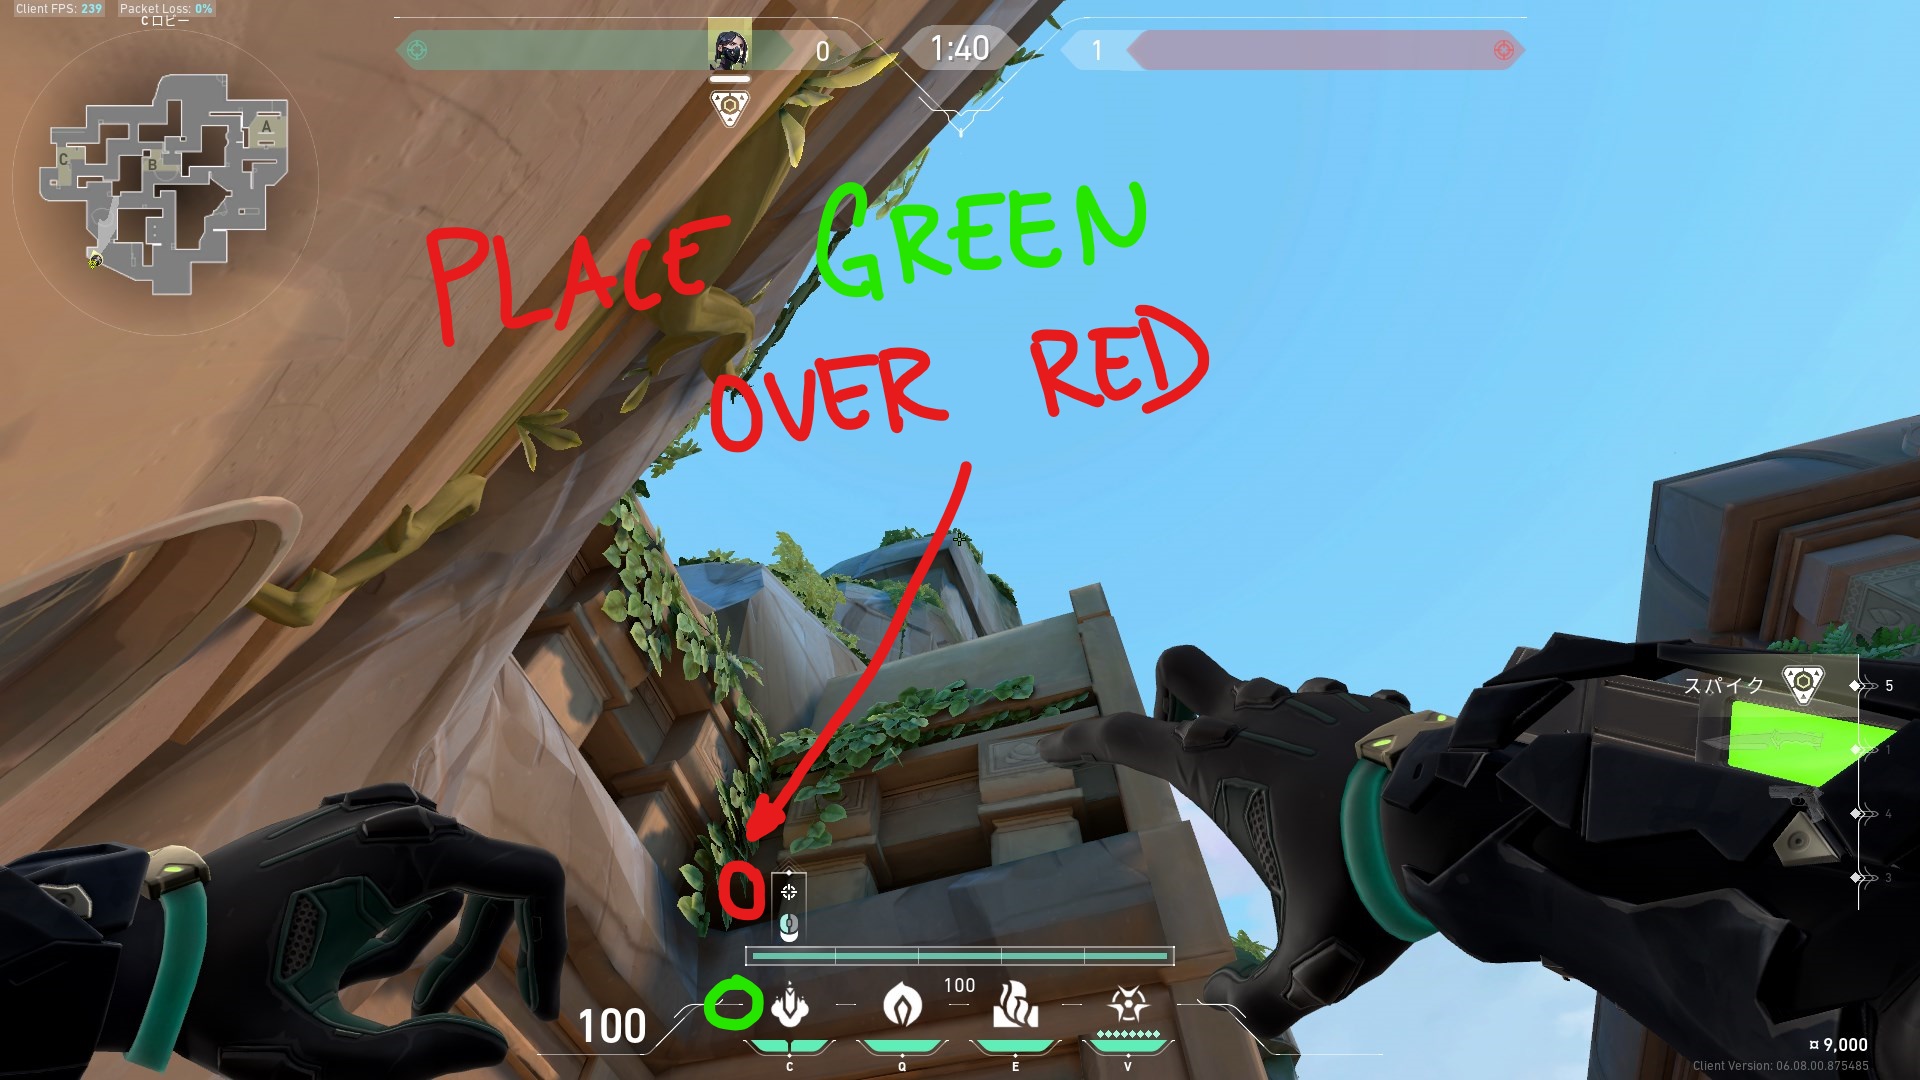 Client FPS: 239 Packet Loss: 0%
Cロビー
0 1:40 1
A
C
B
PLACE GREEN
OVER RED
スパイク 5
1
4
3
100
100
C Q E V
¤ 9,000
Client Version: 06.08.00.875485